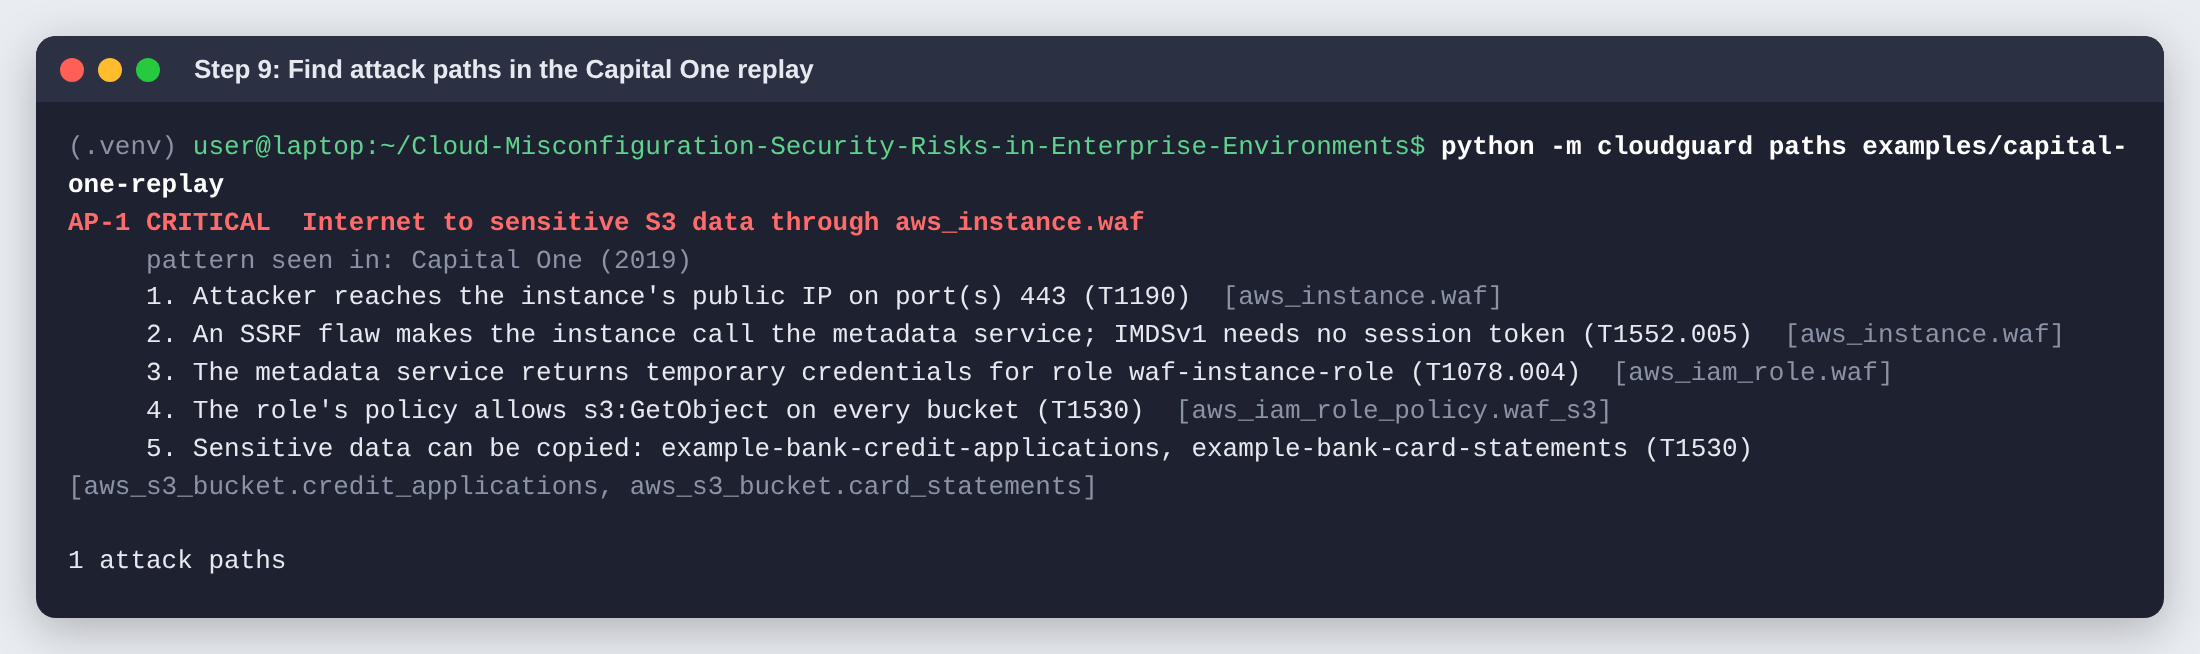 Step 9: Find attack paths in the Capital One replay
(.venv) user@laptop:~/Cloud-Misconfiguration-Security-Risks-in-Enterprise-Environments$ python -m cloudguard paths examples/capital-
one-replay
AP-1 CRITICAL  Internet to sensitive S3 data through aws_instance.waf
     pattern seen in: Capital One (2019)
     1. Attacker reaches the instance's public IP on port(s) 443 (T1190)  [aws_instance.waf]
     2. An SSRF flaw makes the instance call the metadata service; IMDSv1 needs no session token (T1552.005)  [aws_instance.waf]
     3. The metadata service returns temporary credentials for role waf-instance-role (T1078.004)  [aws_iam_role.waf]
     4. The role's policy allows s3:GetObject on every bucket (T1530)  [aws_iam_role_policy.waf_s3]
     5. Sensitive data can be copied: example-bank-credit-applications, example-bank-card-statements (T1530)
[aws_s3_bucket.credit_applications, aws_s3_bucket.card_statements]
1 attack paths